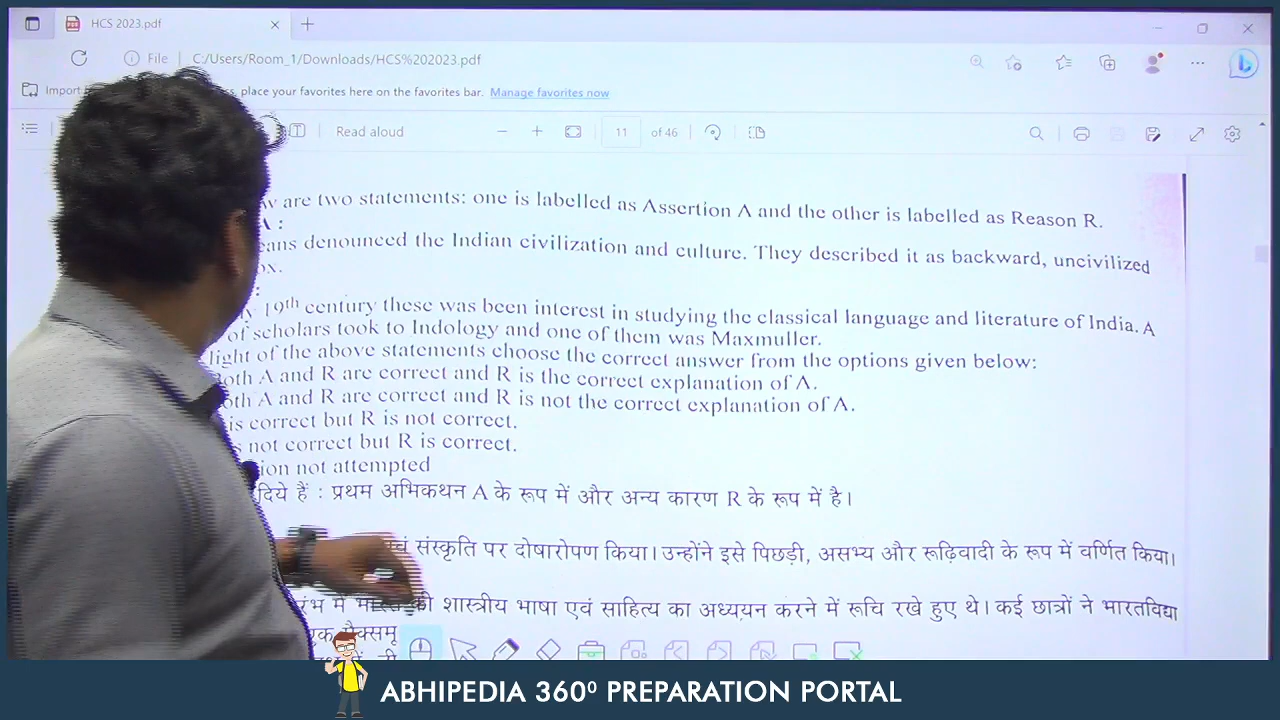 HCS 2023.pdf
File C:/Users/Room_1/Downloads/HCS%202023.pdf
Import place your favorites here on the favorites bar. Manage favorites now
Read aloud 11 of 46
are two statements: one is labelled as Assertion A and the other is labelled as Reason R.
:
denounced the Indian civilization and culture. They described it as backward, uncivilized
:
19th century these was been interest in studying the classical language and literature of India. A
of scholars took to Indology and one of them was Maxmuller.
light of the above statements choose the correct answer from the options given below:
A and R are correct and R is the correct explanation of A.
A and R are correct and R is not the correct explanation of A.
is correct but R is not correct.
not correct but R is correct.
not attempted
दिये हैं : प्रथम अभिकथन A के रूप में और अन्य कारण R के रूप में है।
संस्कृति पर दोषारोपण किया। उन्होंने इसे पिछड़ी, असभ्य और रूढ़िवादी के रूप में वर्णित किया।
में की शास्त्रीय भाषा एवं साहित्य का अध्ययन करने में रूचि रखे हुए थे। कई छात्रों ने भारतविद्या
ABHIPEDIA 360⁰ PREPARATION PORTAL